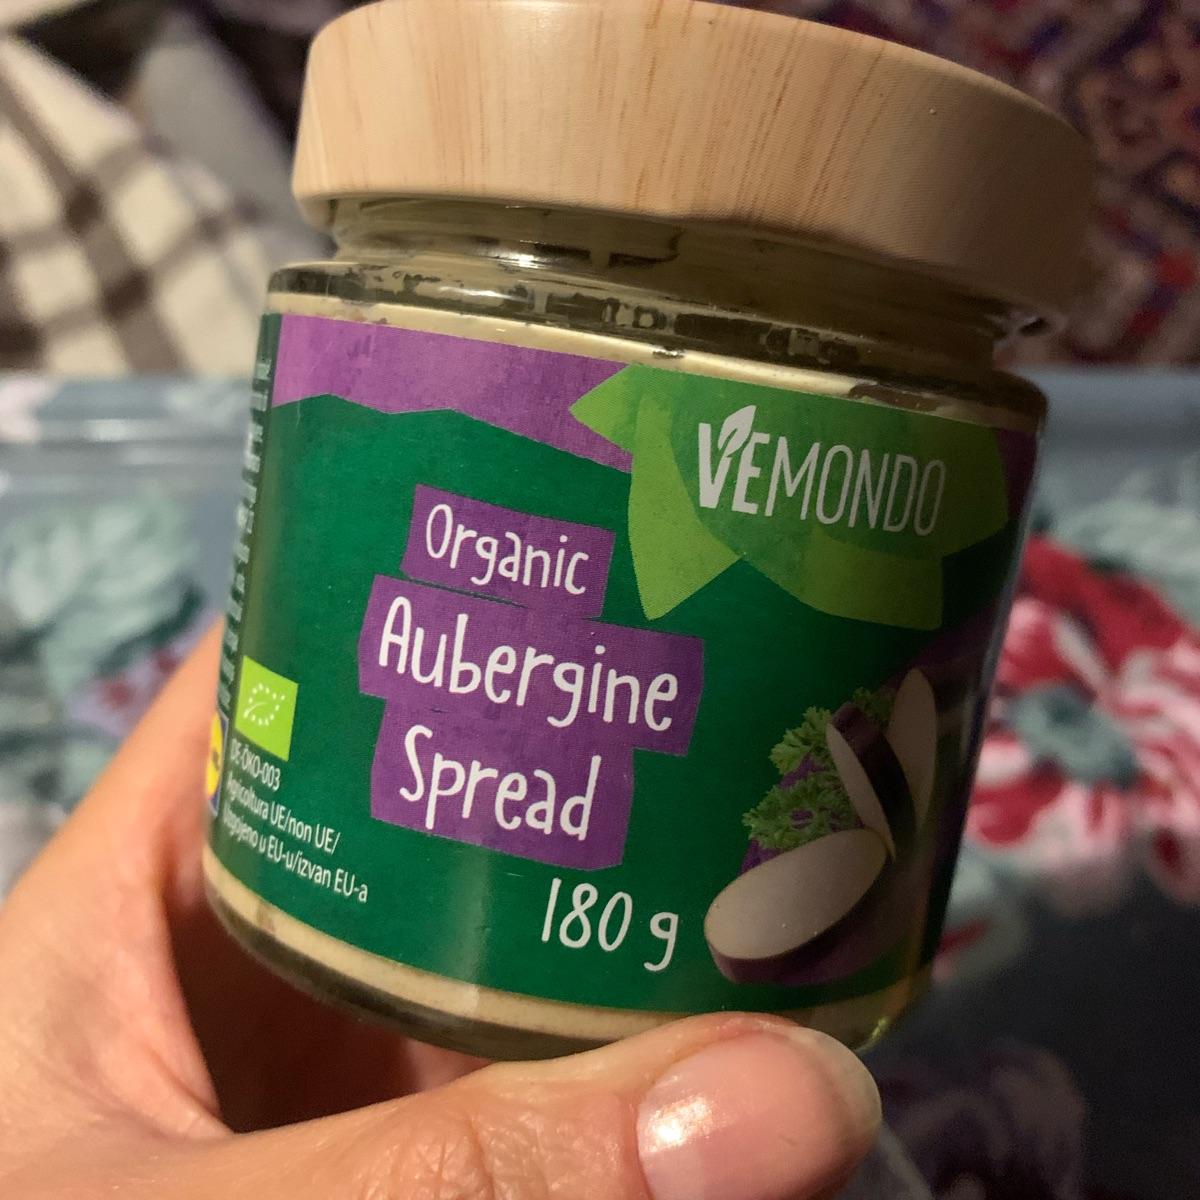 VEMONDO
Organic
Aubergine
Spread
180 g
DE-ÖKO-003
Agricoltura UE/non UE/
Uzgojeno u EU-u/izvan EU-a